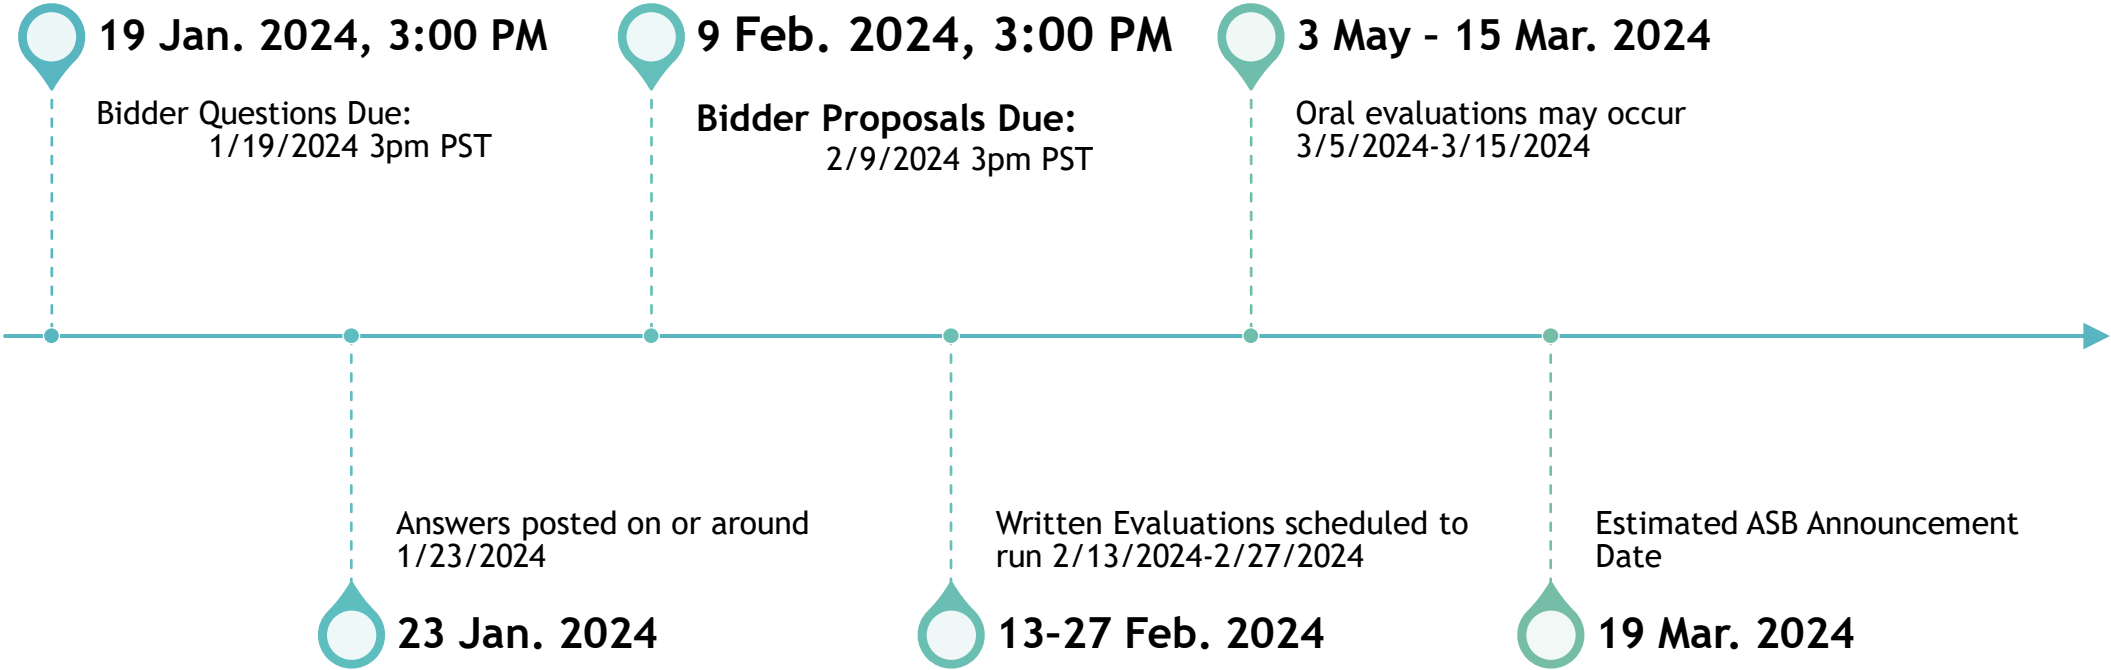 19 Jan. 2024, 3:00 PM
Bidder Questions Due:
1/19/2024 3pm PST
9 Feb. 2024, 3:00 PM
Bidder Proposals Due:
2/9/2024 3pm PST
3 May – 15 Mar. 2024
Oral evaluations may occur
3/5/2024-3/15/2024
Answers posted on or around
1/23/2024
23 Jan. 2024
Written Evaluations scheduled to
run 2/13/2024-2/27/2024
13–27 Feb. 2024
Estimated ASB Announcement
Date
19 Mar. 2024